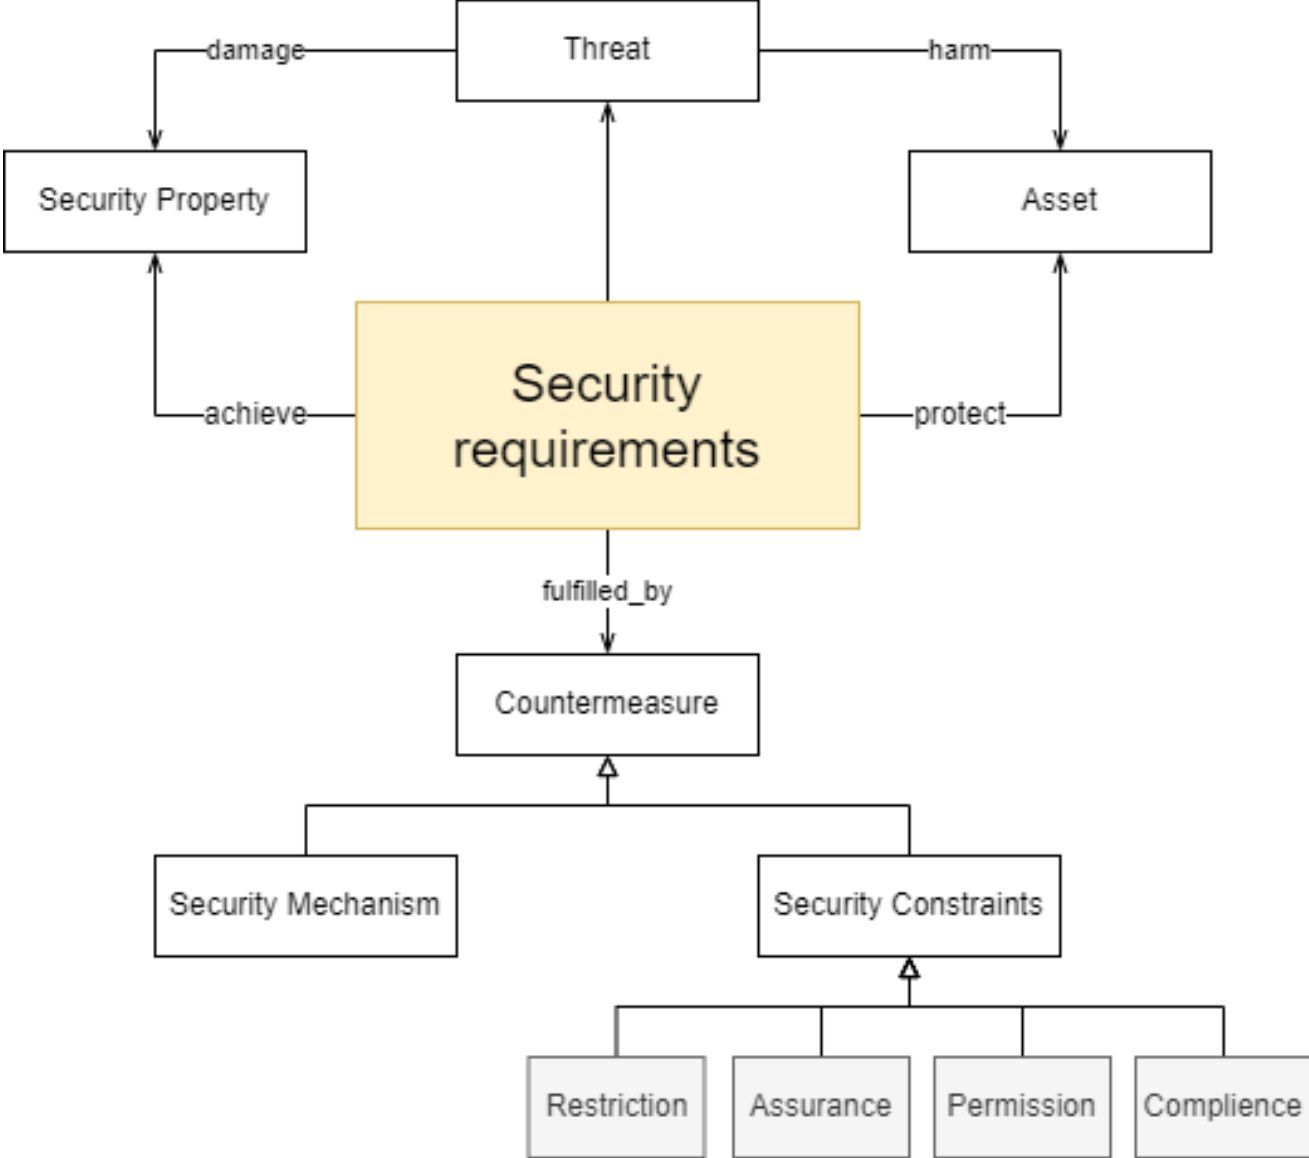 damage
Threat
harm
Security Property
Asset
Security
requirements
achieve
protect
fulfilled_by
Countermeasure
Security Mechanism
Security Constraints
Restriction
Assurance
Permission
Complience